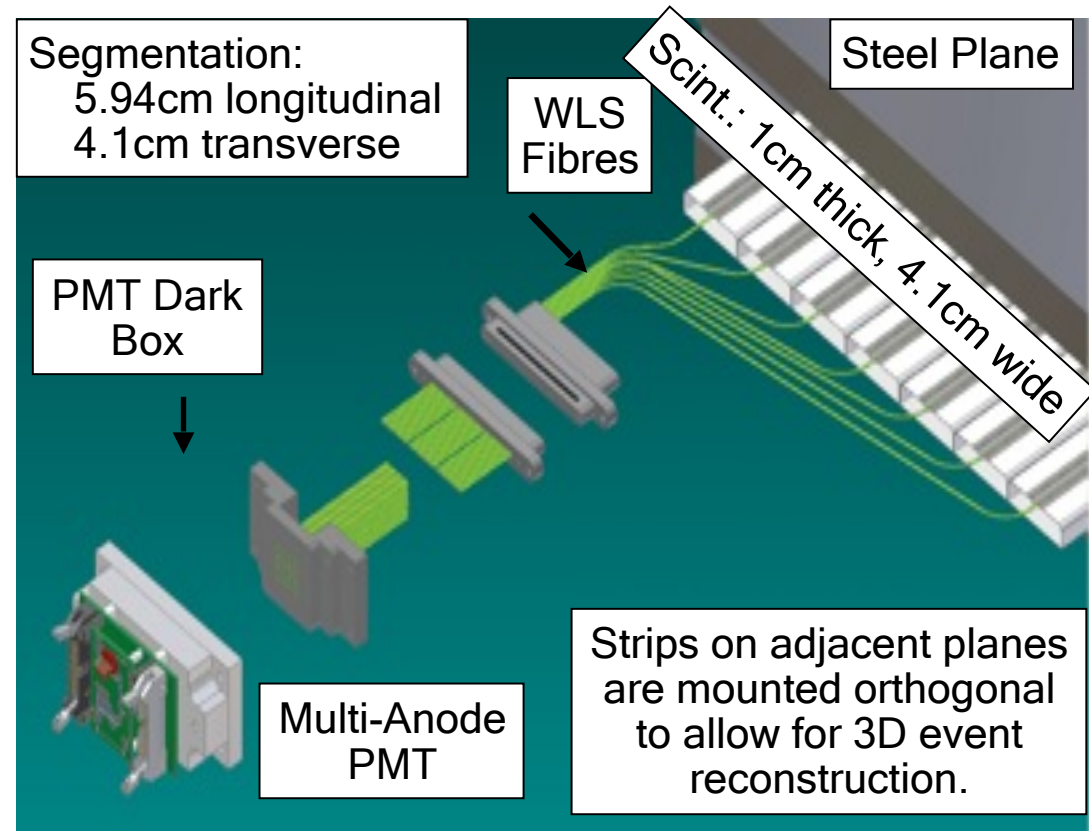 Segmentation:
5.94cm longitudinal
4.1cm transverse
WLS
Fibres
Scint.: 1cm thick, 4.1cm wide
Steel Plane
PMT Dark
Box
Multi-Anode
PMT
Strips on adjacent planes
are mounted orthogonal
to allow for 3D event
reconstruction.